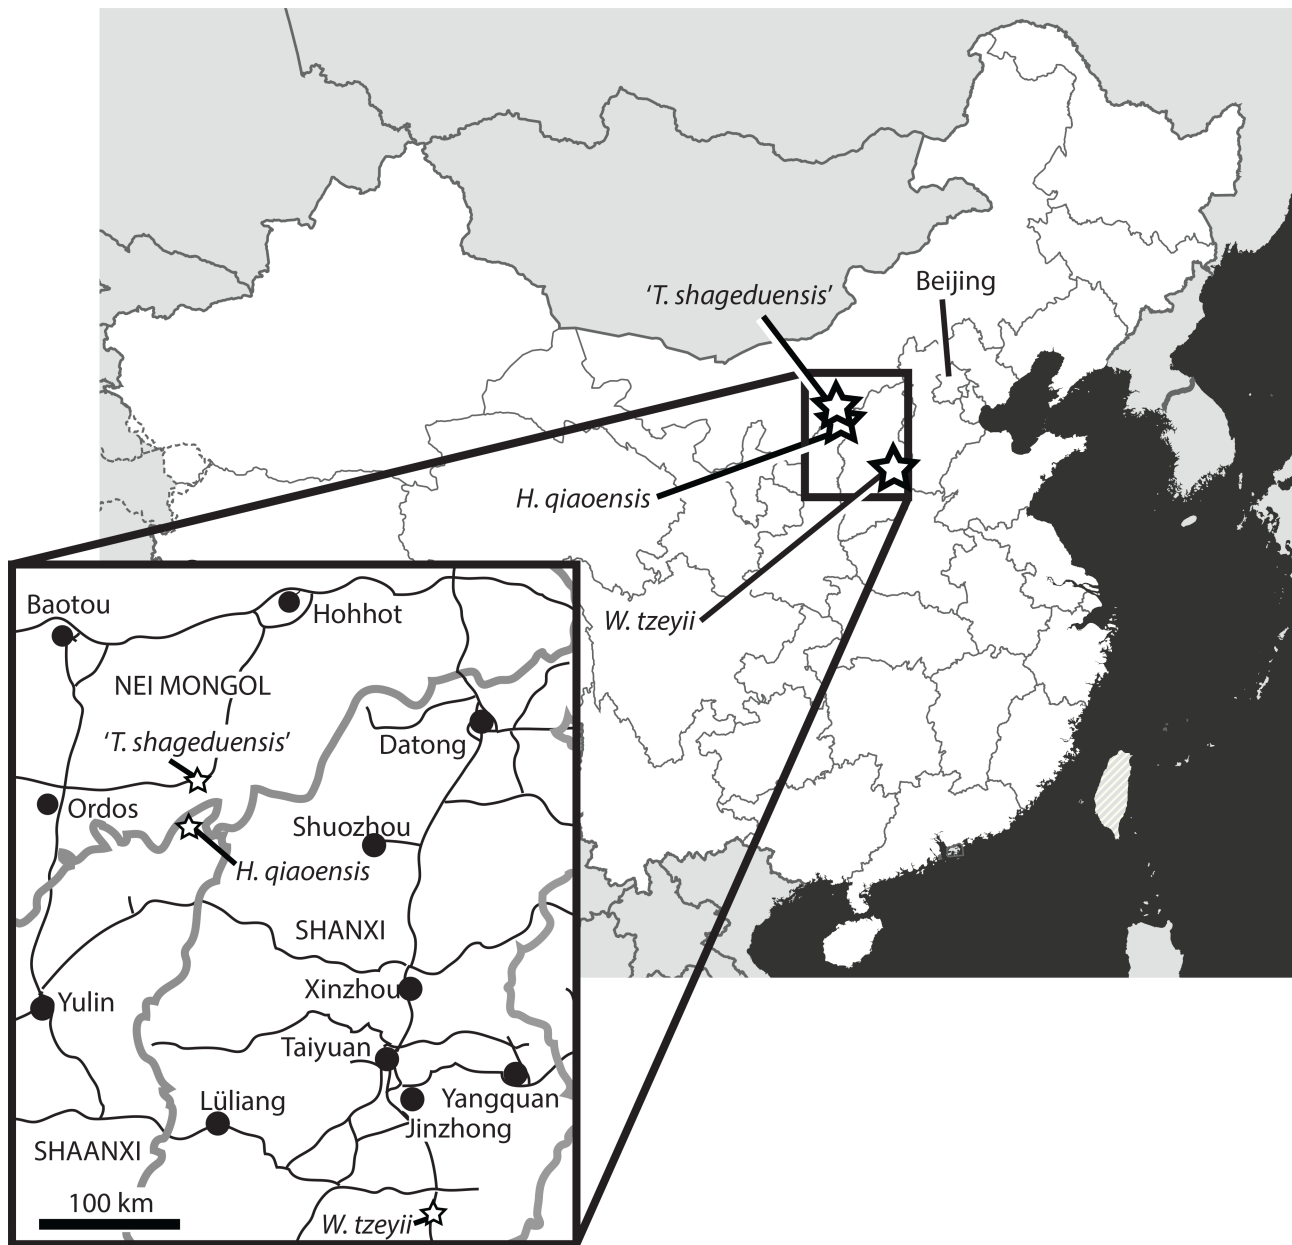 Beijing
‘T. shageduensis’
H. qiaoensis
W. tzeyii
Baotou
Hohhot
NEI MONGOL
‘T. shageduensis’
Datong
Ordos
Shuozhou
H. qiaoensis
SHANXI
Xinzhou
Yulin
Taiyuan
Lüliang
Yangquan
Jinzhong
SHAANXI
100 km
W. tzeyii